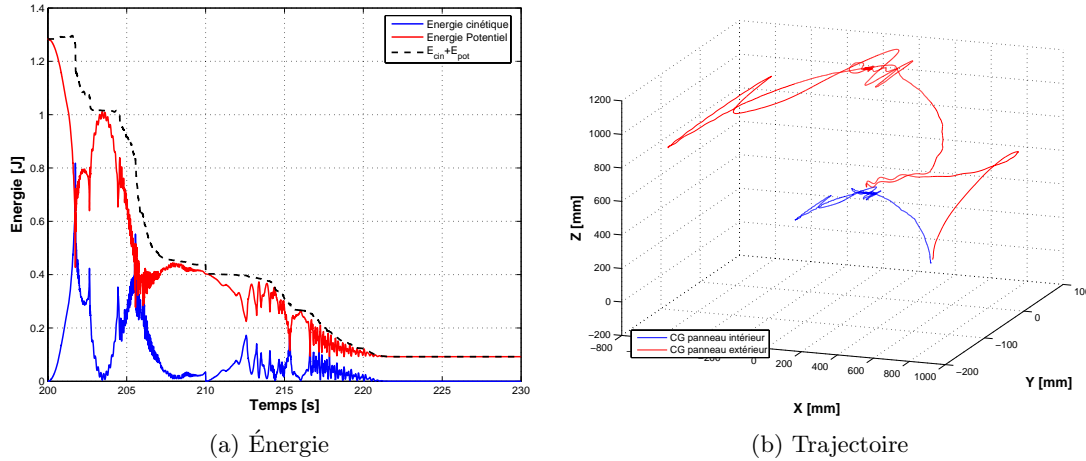 1.4
1.2
1
0.8
0.6
0.4
0.2
0
Energie [J]
200
205
210
215
220
225
230
Temps [s]
Energie cinétique
Energie Potentiel
E_cin+E_pot
(a) Énergie
1200
1000
800
600
400
200
0
−200
Z [mm]
−800
0
200
400
600
800
1000
X [mm]
−200
−100
0
100
Y [mm]
CG panneau intérieur
CG panneau extérieur
(b) Trajectoire